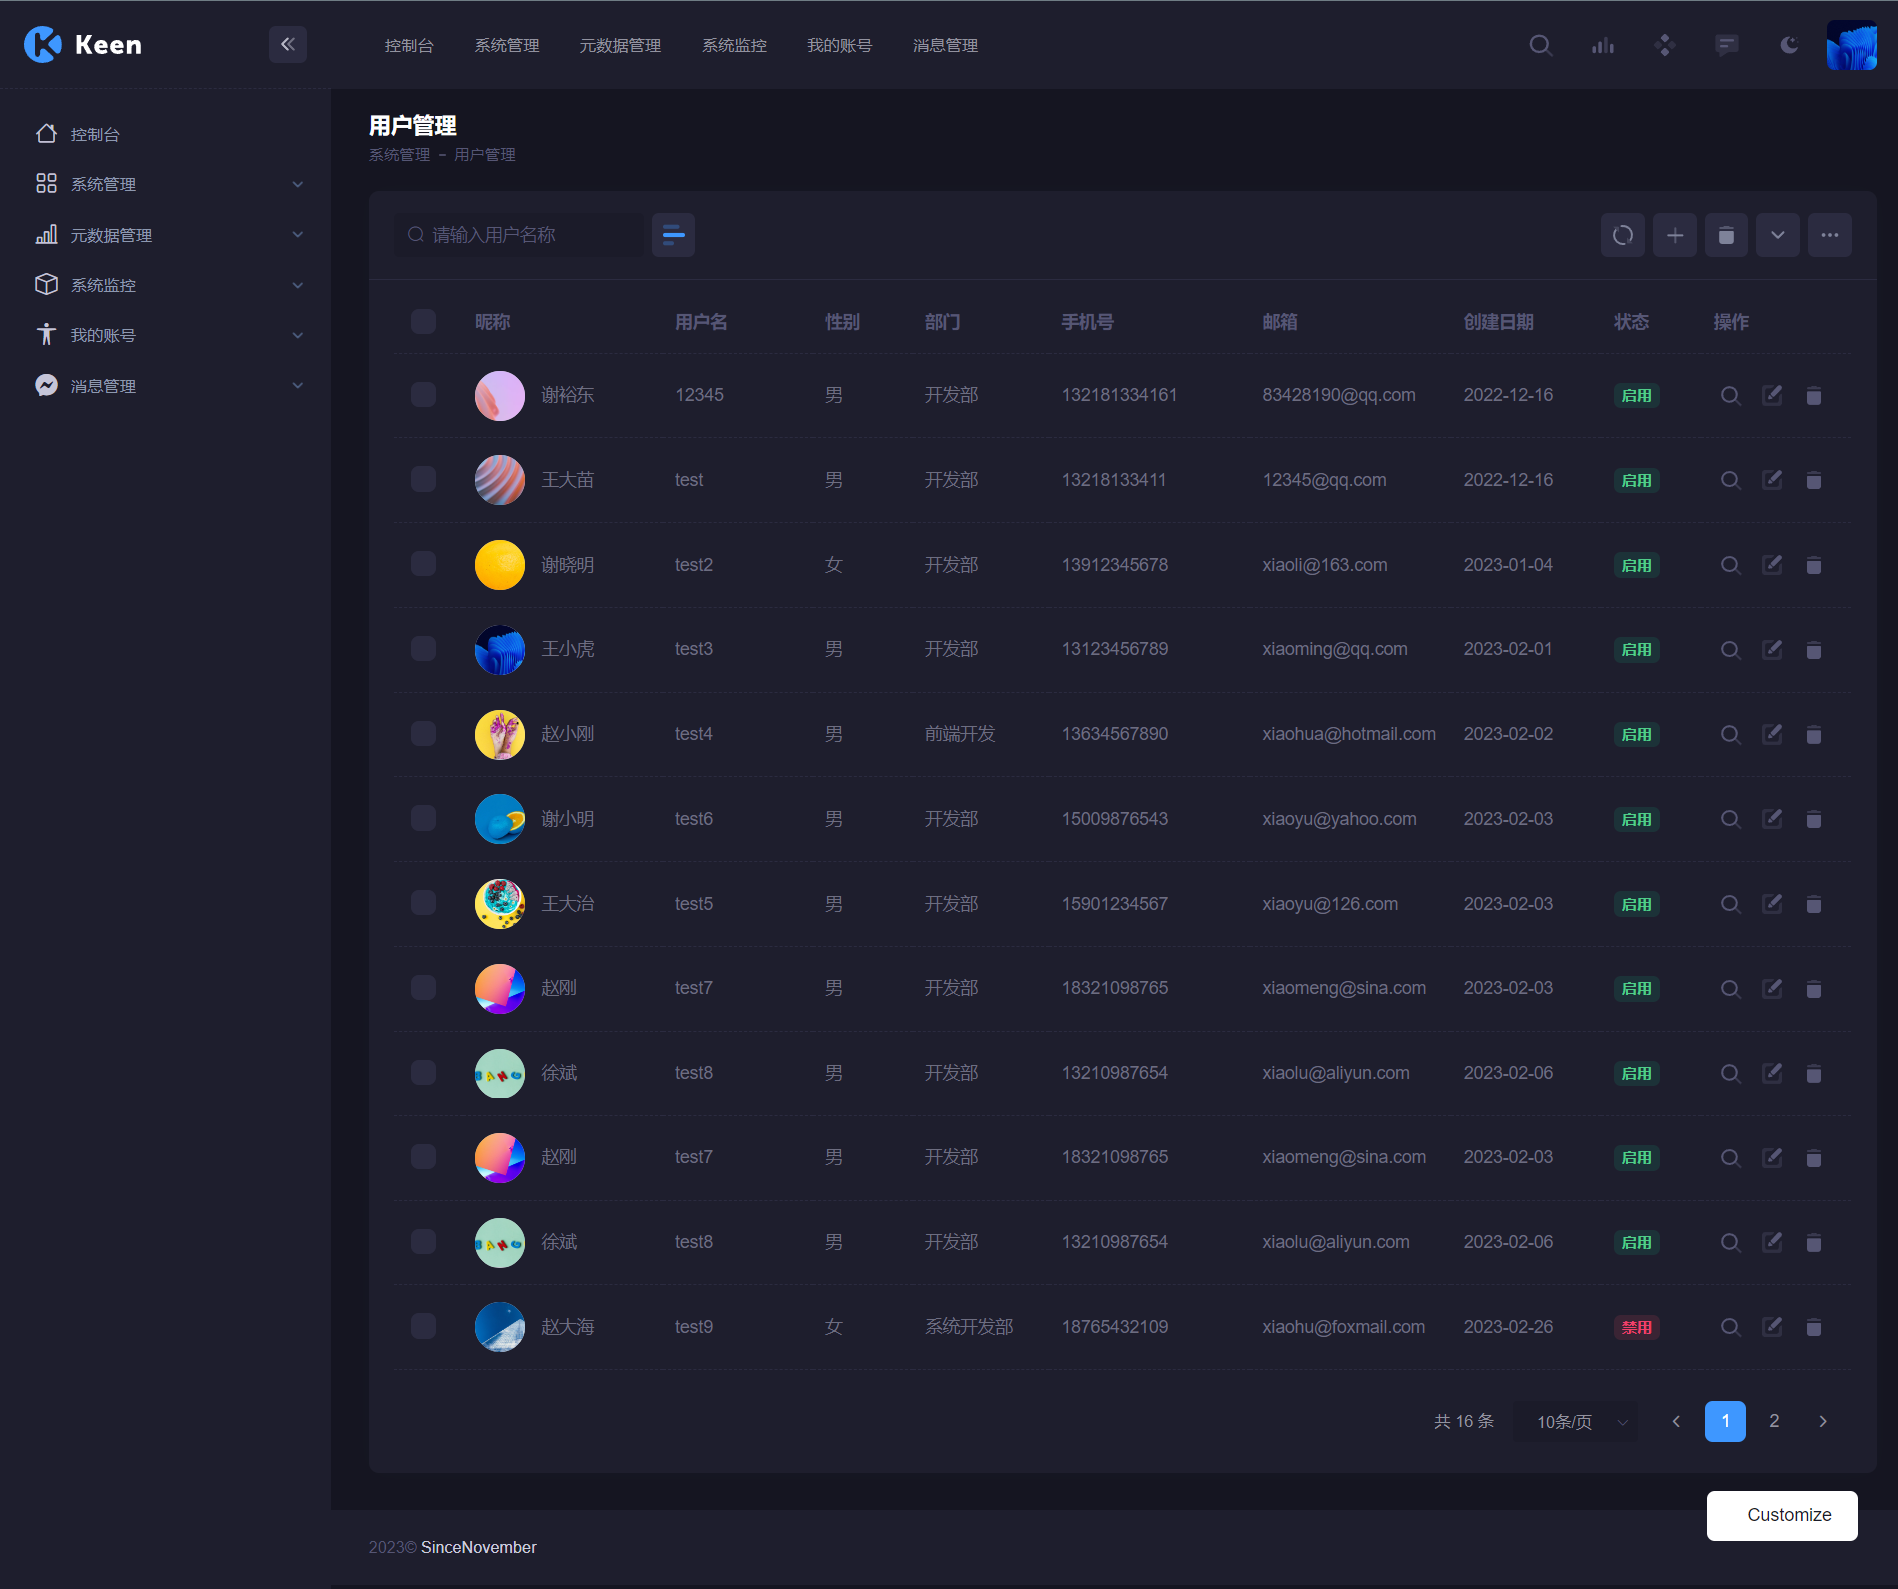 Keen
控制台 系统管理 元数据管理 系统监控 我的账号 消息管理
控制台
系统管理
元数据管理
系统监控
我的账号
消息管理
用户管理
系统管理 - 用户管理
请输入用户名称
昵称 用户名 性别 部门 手机号 邮箱 创建日期 状态 操作
谢裕东 12345 男 开发部 132181334161 83428190@qq.com 2022-12-16 启用
王大苗 test 男 开发部 13218133411 12345@qq.com 2022-12-16 启用
谢晓明 test2 女 开发部 13912345678 xiaoli@163.com 2023-01-04 启用
王小虎 test3 男 开发部 13123456789 xiaoming@qq.com 2023-02-01 启用
赵小刚 test4 男 前端开发 13634567890 xiaohua@hotmail.com 2023-02-02 启用
谢小明 test6 男 开发部 15009876543 xiaoyu@yahoo.com 2023-02-03 启用
王大治 test5 男 开发部 15901234567 xiaoyu@126.com 2023-02-03 启用
赵刚 test7 男 开发部 18321098765 xiaomeng@sina.com 2023-02-03 启用
BANG 徐斌 test8 男 开发部 13210987654 xiaolu@aliyun.com 2023-02-06 启用
赵刚 test7 男 开发部 18321098765 xiaomeng@sina.com 2023-02-03 启用
BANG 徐斌 test8 男 开发部 13210987654 xiaolu@aliyun.com 2023-02-06 启用
赵大海 test9 女 系统开发部 18765432109 xiaohu@foxmail.com 2023-02-26 禁用
共 16 条 10条/页 1 2
Customize
2023© SinceNovember